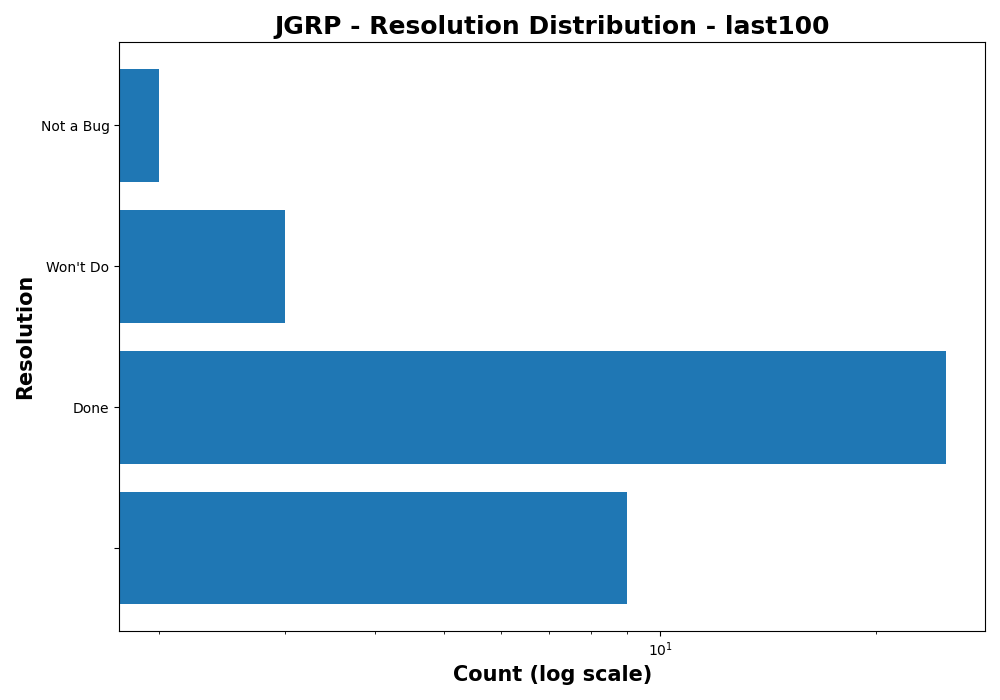 JGRP - Resolution Distribution - last100
Not a Bug
Won't Do
Done
Resolution
10¹
Count (log scale)